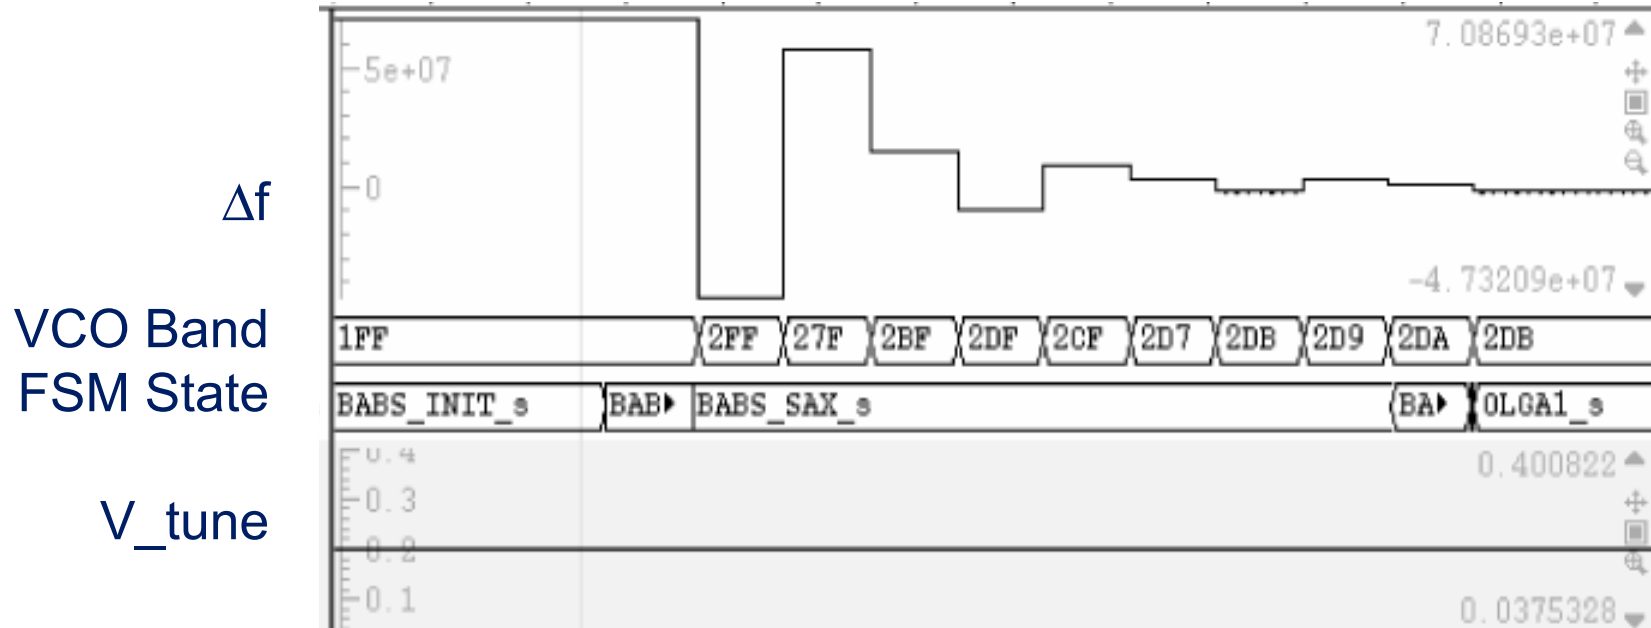 7.08693e+07
5e+07
0
Δf
-4.73209e+07
VCO Band
1FF 2FF 27F 2BF 2DF 2CF 2D7 2DB 2D9 2DA 2DB
FSM State
BABS_INIT_s BAB BABS_SAX_s BA OLGA1_s
0.4
0.400822
0.3
V_tune
0.2
0.1
0.0375328